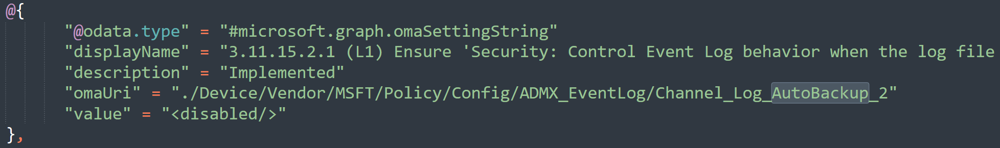 @{
"@odata.type" = "#microsoft.graph.omaSettingString"
"displayName" = "3.11.15.2.1 (L1) Ensure 'Security: Control Event Log behavior when the log file
"description" = "Implemented"
"omaUri" = "./Device/Vendor/MSFT/Policy/Config/ADMX_EventLog/Channel_Log_AutoBackup_2"
"value" = "<disabled/>"
},